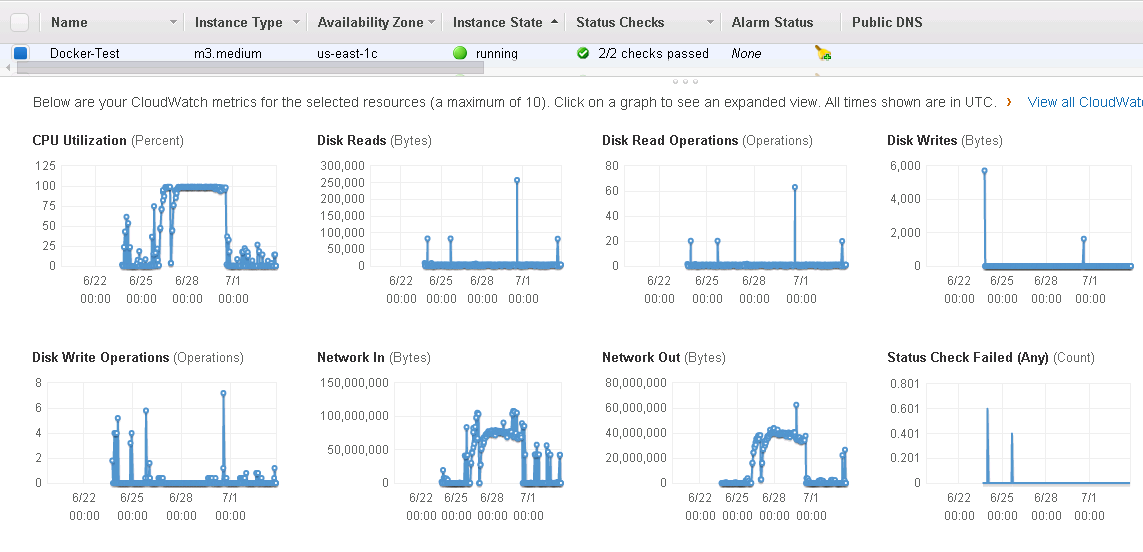 Name Instance Type Availability Zone Instance State Status Checks Alarm Status Public DNS
Docker-Test m3.medium us-east-1c running 2/2 checks passed None
Below are your CloudWatch metrics for the selected resources (a maximum of 10). Click on a graph to see an expanded view. All times shown are in UTC. › View all CloudWat
CPU Utilization (Percent)
125
100
75
50
25
0
6/22 6/25 6/28 7/1
00:00 00:00 00:00 00:00
Disk Reads (Bytes)
300,000
250,000
200,000
150,000
100,000
50,000
0
6/22 6/25 6/28 7/1
00:00 00:00 00:00 00:00
Disk Read Operations (Operations)
80
60
40
20
0
6/22 6/25 6/28 7/1
00:00 00:00 00:00 00:00
Disk Writes (Bytes)
6,000
4,000
2,000
0
6/22 6/25 6/28 7/1
00:00 00:00 00:00 00:00
Disk Write Operations (Operations)
8
6
4
2
0
6/22 6/25 6/28 7/1
00:00 00:00 00:00 00:00
Network In (Bytes)
150,000,000
100,000,000
50,000,000
0
6/22 6/25 6/28 7/1
00:00 00:00 00:00 00:00
Network Out (Bytes)
80,000,000
60,000,000
40,000,000
20,000,000
0
6/22 6/25 6/28 7/1
00:00 00:00 00:00 00:00
Status Check Failed (Any) (Count)
0.801
0.601
0.401
0.201
0
6/22 6/25 6/28 7/1
00:00 00:00 00:00 00:00